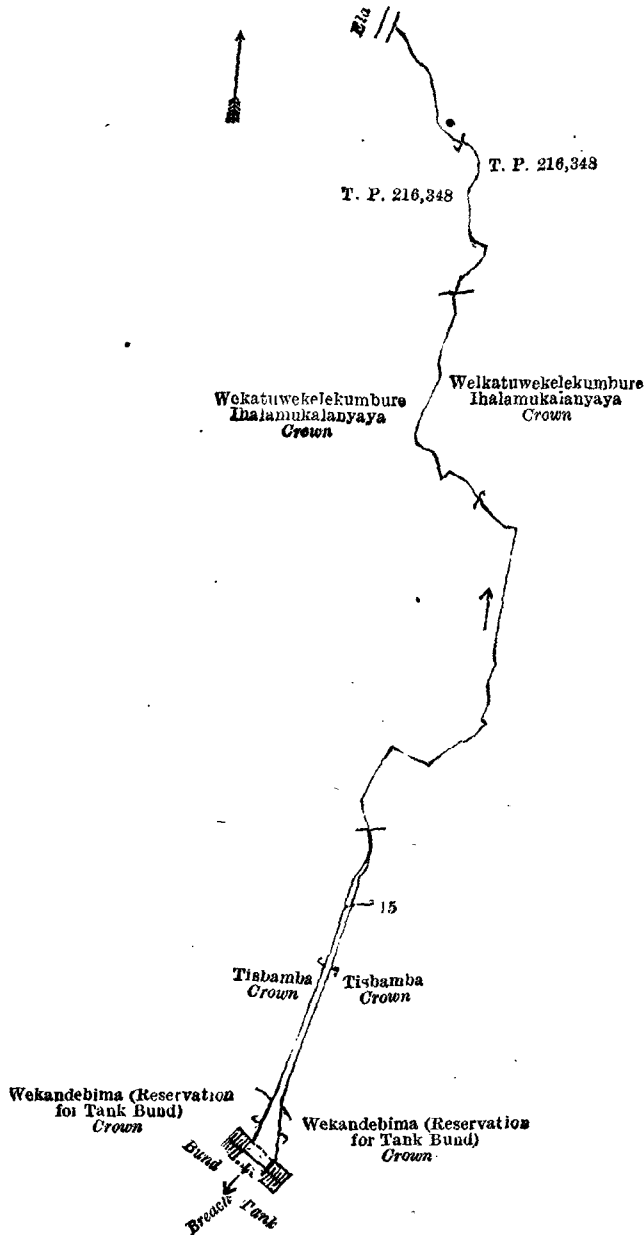 Ela
T. P. 216,348
T. P. 216,348
Wekatuwekelekumbure
Ihalamukalanyaya
Crown
Welkatuwekelekumbure
Ihalamukalanyaya
Crown
15
Tisbamba
Crown
Tisbamba
Crown
Wekandebima (Reservation
for Tank Bund)
Crown
Wekandebima (Reservation
for Tank Bund)
Crown
Bund
Breach
Tank